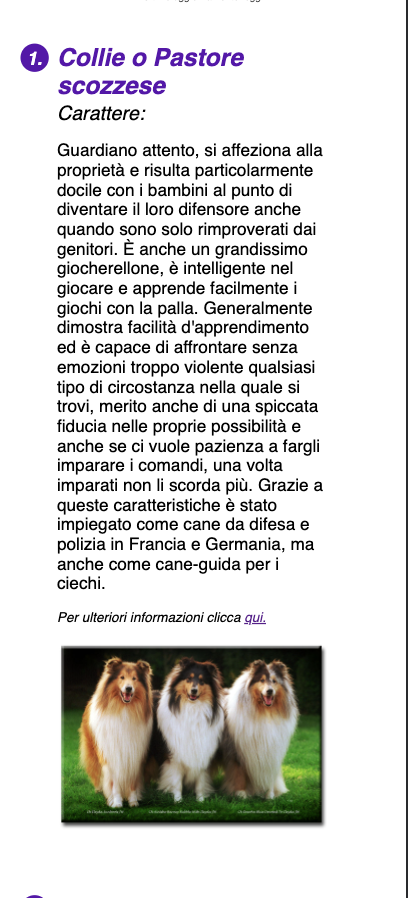 1. Collie o Pastore
scozzese
Carattere:
Guardiano attento, si affeziona alla
proprietà e risulta particolarmente
docile con i bambini al punto di
diventare il loro difensore anche
quando sono solo rimproverati dai
genitori. È anche un grandissimo
giocherellone, è intelligente nel
giocare e apprende facilmente i
giochi con la palla. Generalmente
dimostra facilità d'apprendimento
ed è capace di affrontare senza
emozioni troppo violente qualsiasi
tipo di circostanza nella quale si
trovi, merito anche di una spiccata
fiducia nelle proprie possibilità e
anche se ci vuole pazienza a fargli
imparare i comandi, una volta
imparati non li scorda più. Grazie a
queste caratteristiche è stato
impiegato come cane da difesa e
polizia in Francia e Germania, ma
anche come cane-guida per i
ciechi.
Per ulteriori informazioni clicca qui.